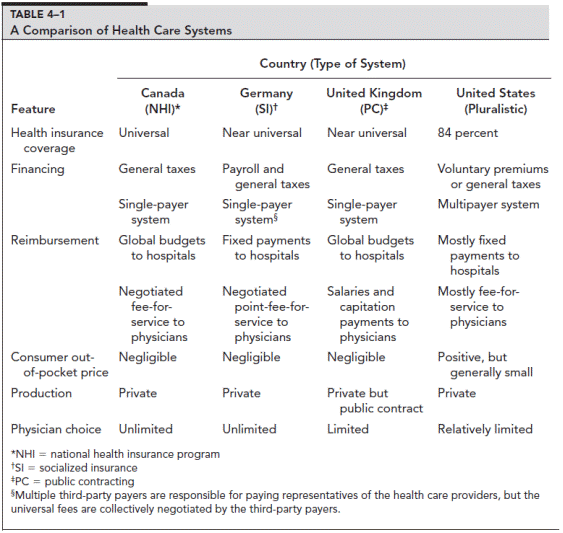 TABLE 4–1
A Comparison of Health Care Systems
Country (Type of System)
Canada United Kingdom United States
Germany
Feature (NHI)* (SI)† (PC)‡ (Pluralistic)
Health insurance Universal Near universal Near universal 84 percent
coverage
Financing General taxes Payroll and General taxes Voluntary premiums
general taxes or general taxes
Single-payer Single-payer Single-payer Multipayer system
system system§ system
Reimbursement Global budgets Fixed payments Global budgets Mostly fixed
to hospitals to hospitals to hospitals payments to
hospitals
Negotiated Negotiated Salaries and Mostly fee-for-
fee-for- point-fee-for- capitation service to
service to service to payments to physicians
physicians physicians physicians
Consumer out- Negligible Negligible Negligible Positive, but
of-pocket price generally small
Production Private Private Private but Private
public contract
Physician choice Unlimited Unlimited Limited Relatively limited
*NHI = national health insurance program
†SI = socialized insurance
‡PC = public contracting
§Multiple third-party payers are responsible for paying representatives of the health care providers, but the
universal fees are collectively negotiated by the third-party payers.